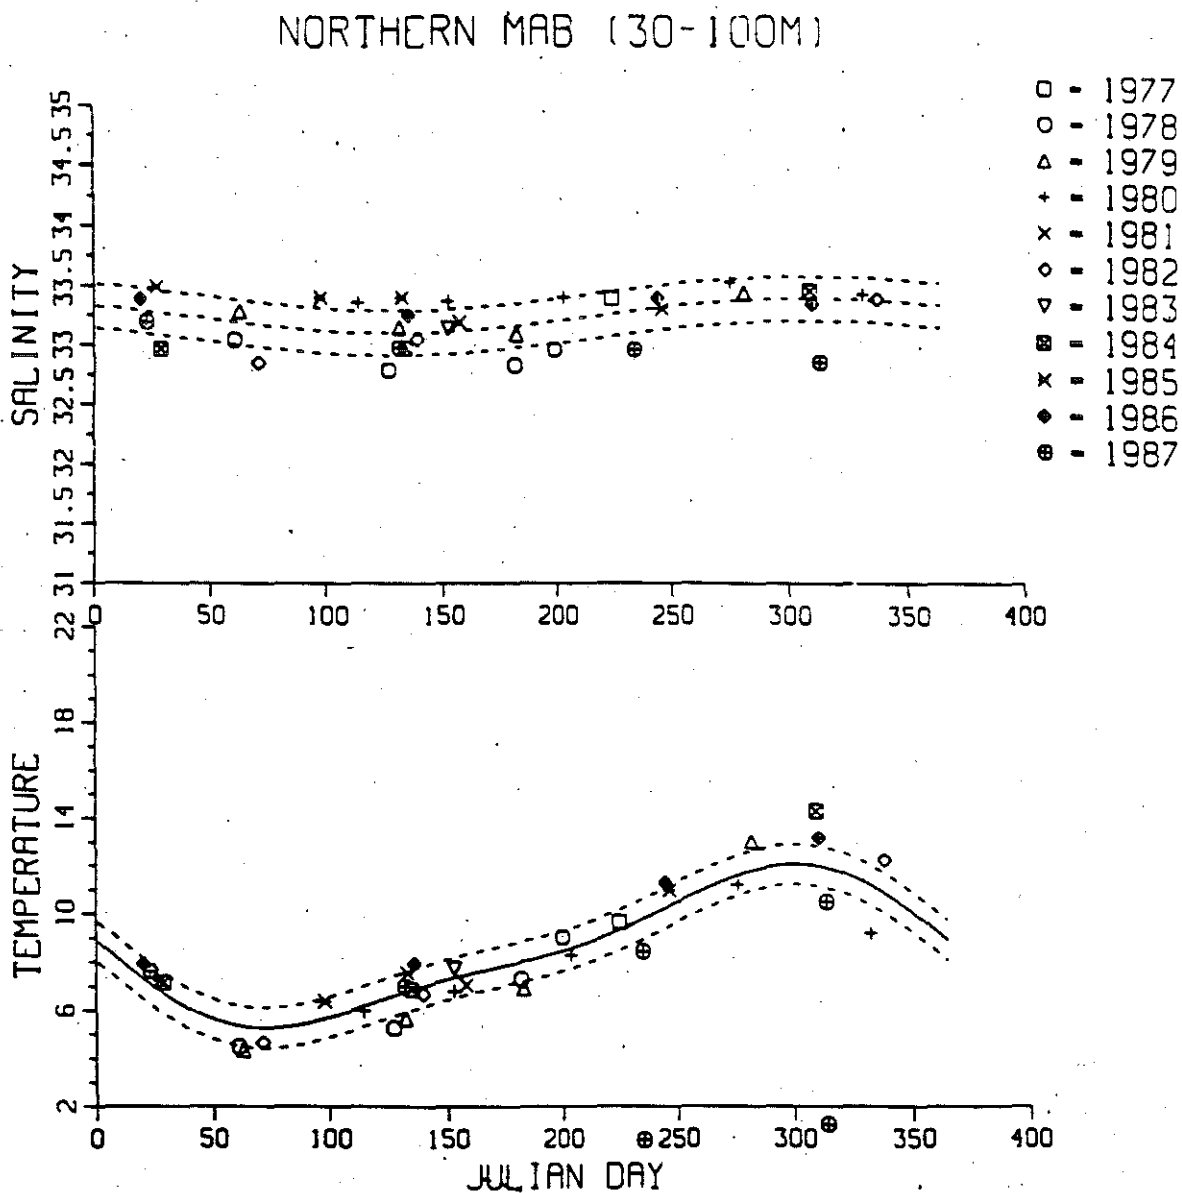 NORTHERN MAB (30-100M)
□ - 1977
○ - 1978
△ - 1979
+ - 1980
× - 1981
◇ - 1982
▽ - 1983
⊠ - 1984
× - 1985
◆ - 1986
⊕ - 1987
SALINITY
35
34.5
34
33.5
33
32.5
32
31.5
31
0 50 100 150 200 250 300 350 400
TEMPERATURE
22
18
14
10
6
2
0 50 100 150 200 250 300 350 400
JULIAN DAY